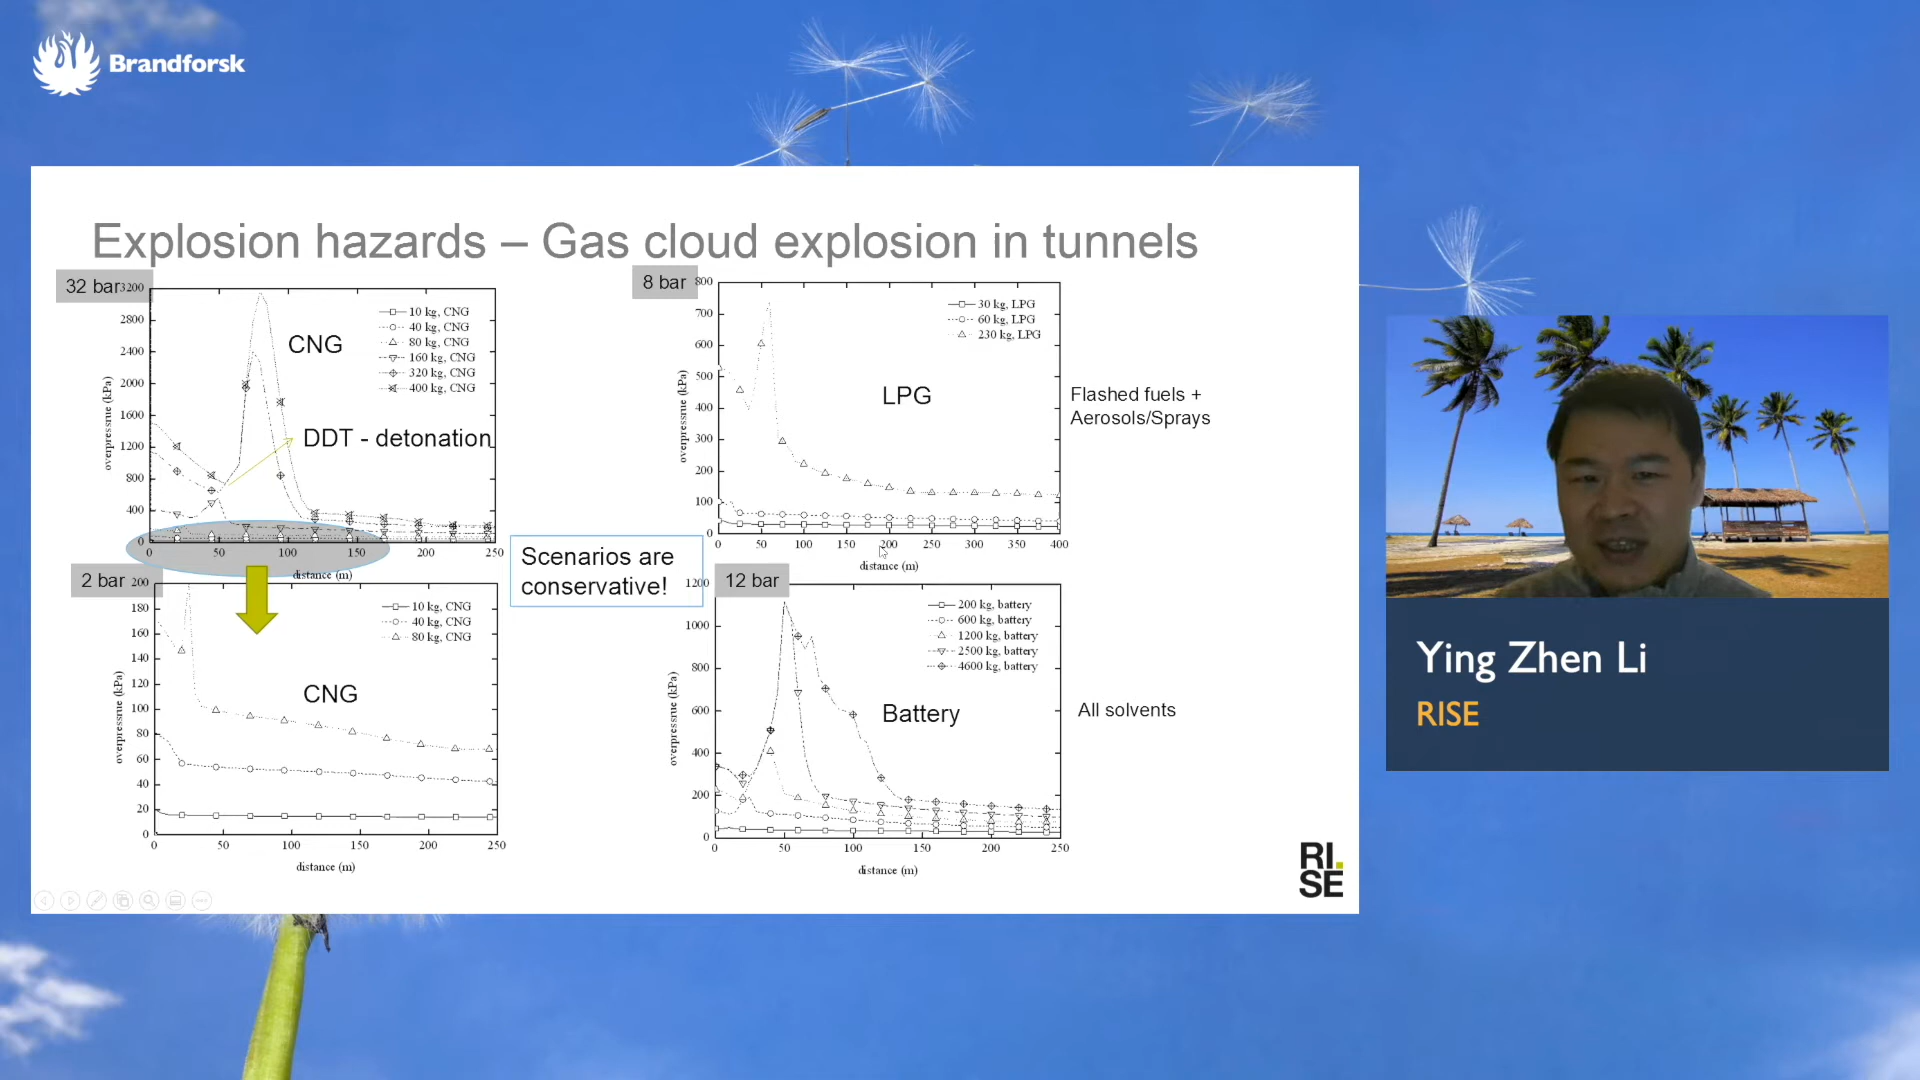 Brandforsk
Explosion hazards – Gas cloud explosion in tunnels
32 bar
3200
2800
2400
2000
1600
1200
800
400
0
overpressrue (kPa)
10 kg, CNG
40 kg, CNG
80 kg, CNG
160 kg, CNG
320 kg, CNG
400 kg, CNG
CNG
DDT - detonation
0 50 100 150 200 250
distance (m)
8 bar
800
700
600
500
400
300
200
100
0
overpressrue (kPa)
30 kg, LPG
60 kg, LPG
230 kg, LPG
LPG
0 50 100 150 200 250 300 350 400
distance (m)
Flashed fuels +
Aerosols/Sprays
Scenarios are
conservative!
2 bar
200
180
160
140
120
100
80
60
40
20
0
overpressrue (kPa)
10 kg, CNG
40 kg, CNG
80 kg, CNG
CNG
0 50 100 150 200 250
distance (m)
12 bar
1200
1000
800
600
400
200
0
overpressrue (kPa)
200 kg, battery
600 kg, battery
1200 kg, battery
2500 kg, battery
4600 kg, battery
Battery
0 50 100 150 200 250
distance (m)
All solvents
RI.
SE
Ying Zhen Li
RISE